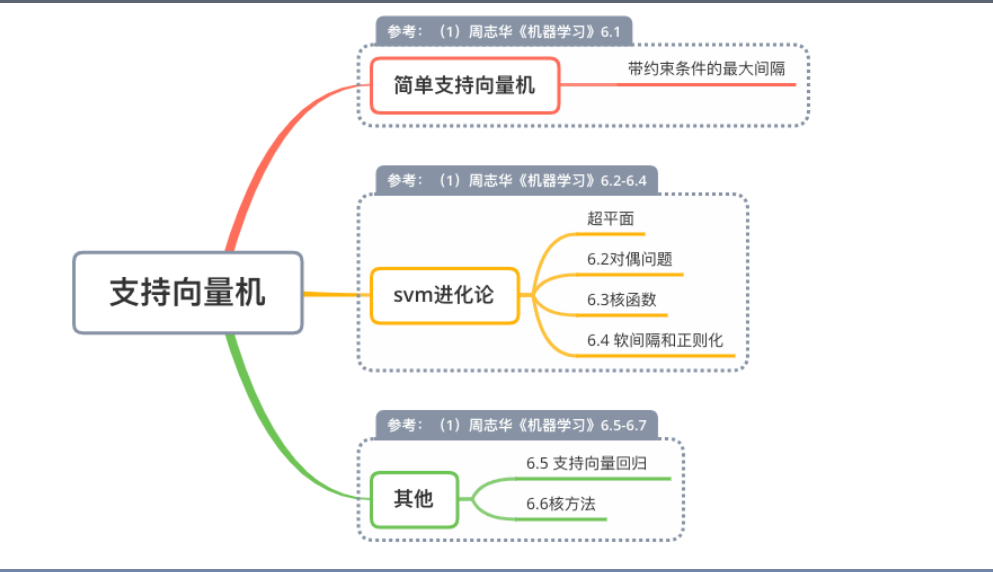 参考：（1）周志华《机器学习》6.1
简单支持向量机
带约束条件的最大间隔
参考：（1）周志华《机器学习》6.2-6.4
支持向量机
svm进化论
超平面
6.2对偶问题
6.3核函数
6.4 软间隔和正则化
参考：（1）周志华《机器学习》6.5-6.7
其他
6.5 支持向量回归
6.6核方法